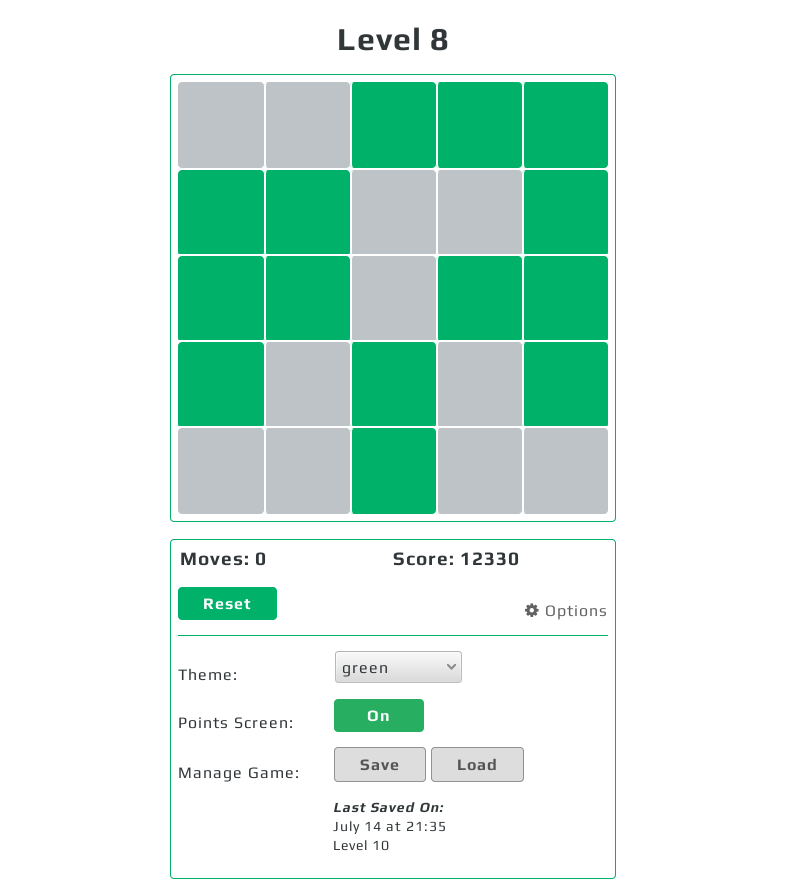 Level 8
Moves: 0 Score: 12330
Reset
Options
Theme: green
Points Screen: On
Manage Game: Save Load
Last Saved On:
July 14 at 21:35
Level 10